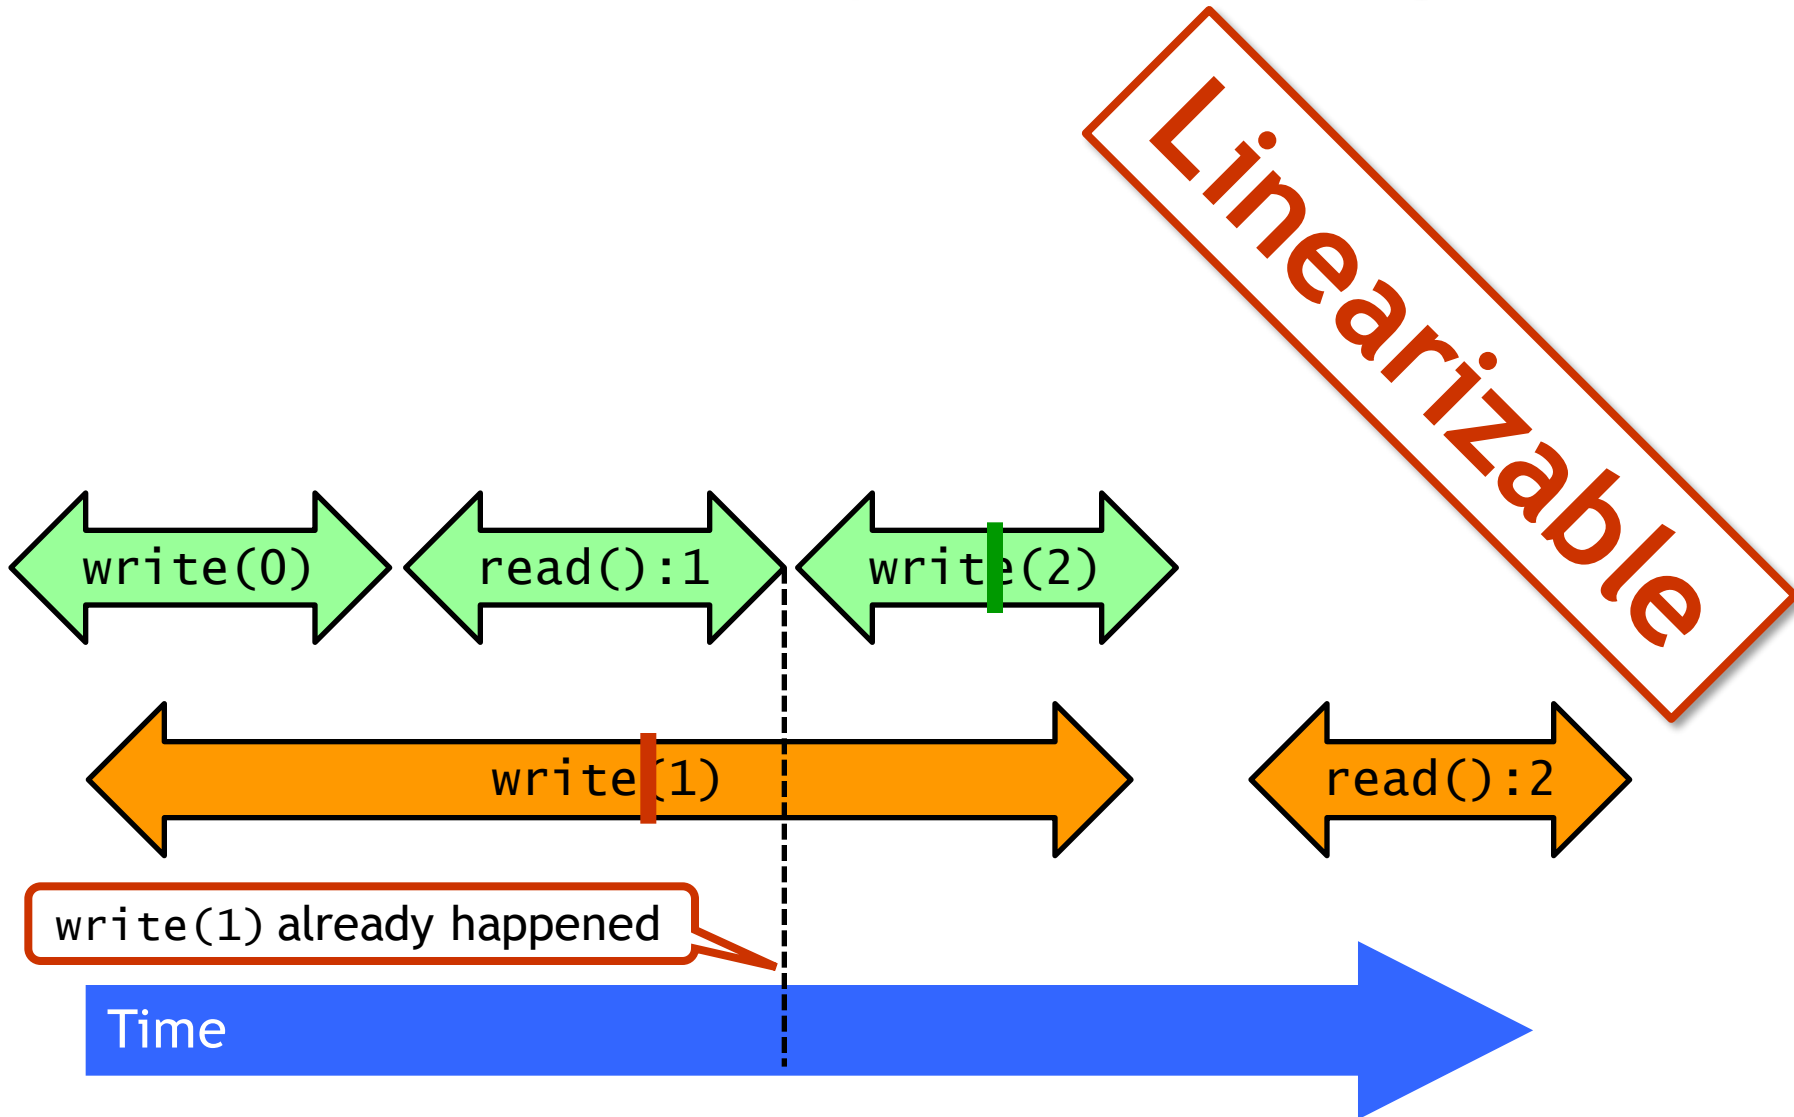 Linearizable
write(0)
read():1
write(2)
write(1)
read():2
write(1) already happened
Time